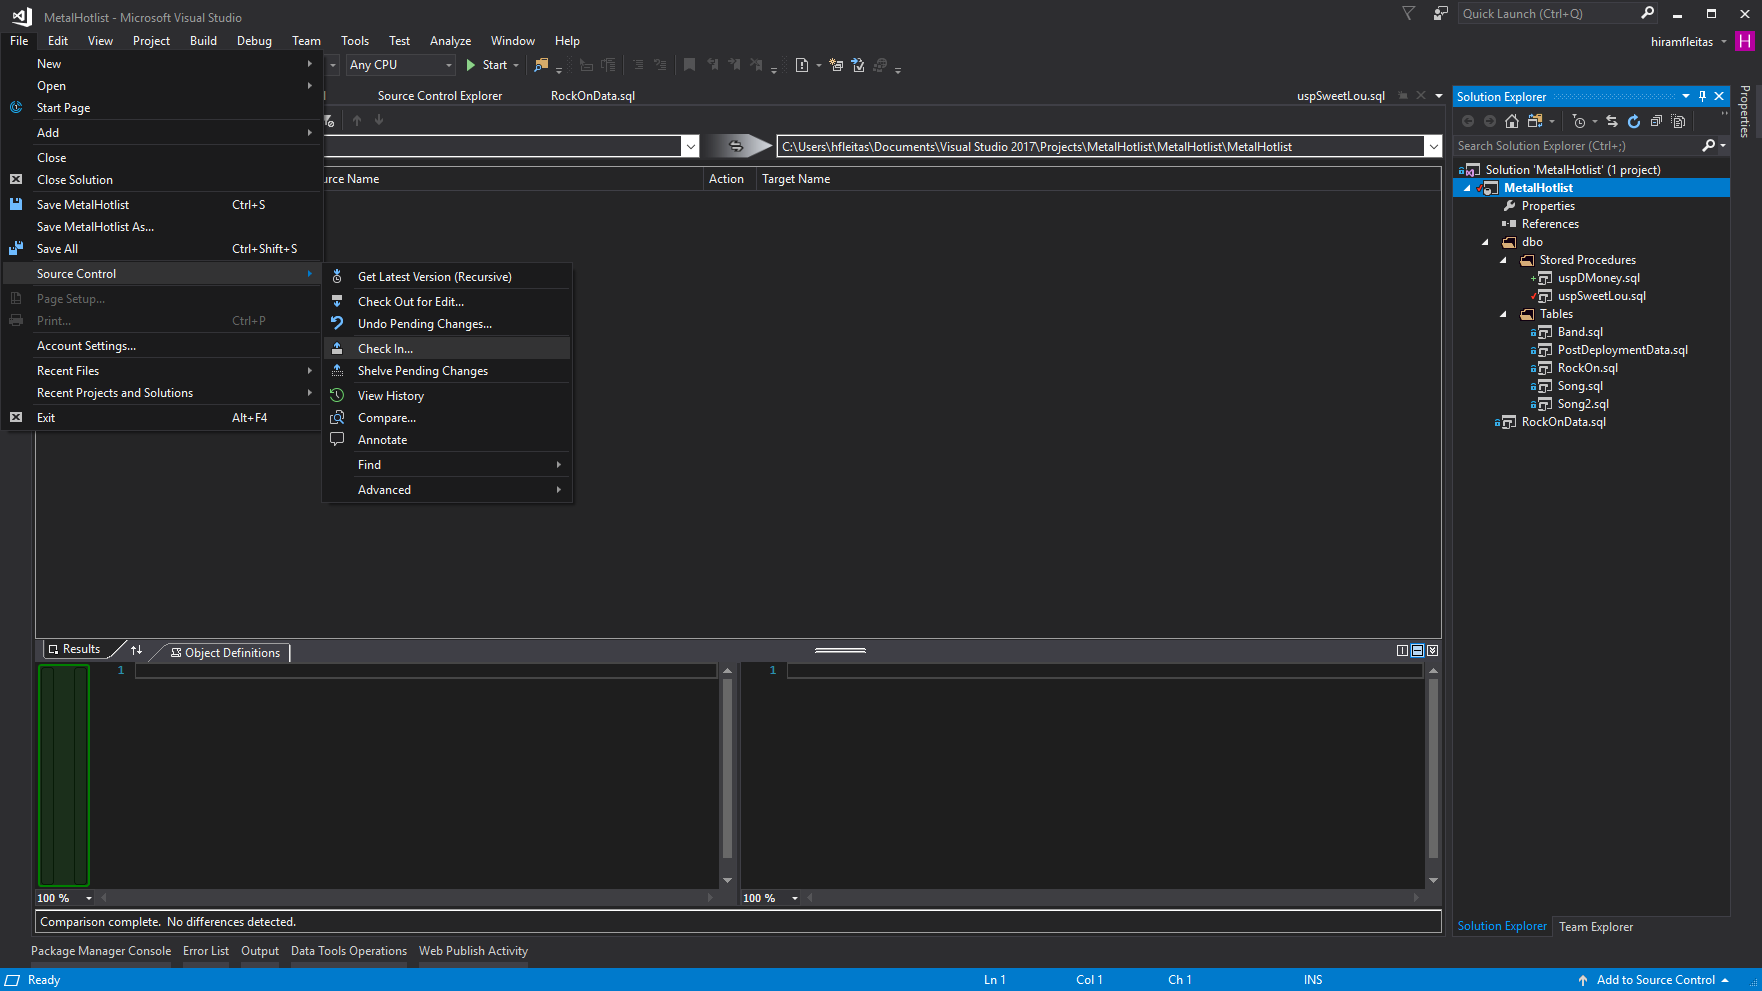 MetalHotlist - Microsoft Visual Studio
Quick Launch (Ctrl+Q)
File Edit View Project Build Debug Team Tools Test Analyze Window Help
hiramfleitas H
New
Any CPU Start
Open
Start Page
Source Control Explorer RockOnData.sql uspSweetLou.sql
Solution Explorer
Properties
Add
C:\Users\hfleitas\Documents\Visual Studio 2017\Projects\MetalHotlist\MetalHotlist\MetalHotlist
Search Solution Explorer (Ctrl+;)
Close
Close Solution
urce Name Action Target Name
Solution 'MetalHotlist' (1 project)
MetalHotlist
Properties
References
dbo
Stored Procedures
uspDMoney.sql
uspSweetLou.sql
Tables
Band.sql
PostDeploymentData.sql
RockOn.sql
Song.sql
Song2.sql
RockOnData.sql
Save MetalHotlist Ctrl+S
Save MetalHotlist As...
Save All Ctrl+Shift+S
Source Control
Page Setup...
Print... Ctrl+P
Account Settings...
Recent Files
Recent Projects and Solutions
Exit Alt+F4
Get Latest Version (Recursive)
Check Out for Edit...
Undo Pending Changes...
Check In...
Shelve Pending Changes
View History
Compare...
Annotate
Find
Advanced
Results Object Definitions
1 1
100 % 100 %
Comparison complete. No differences detected.
Solution Explorer Team Explorer
Package Manager Console Error List Output Data Tools Operations Web Publish Activity
Ready Ln 1 Col 1 Ch 1 INS Add to Source Control